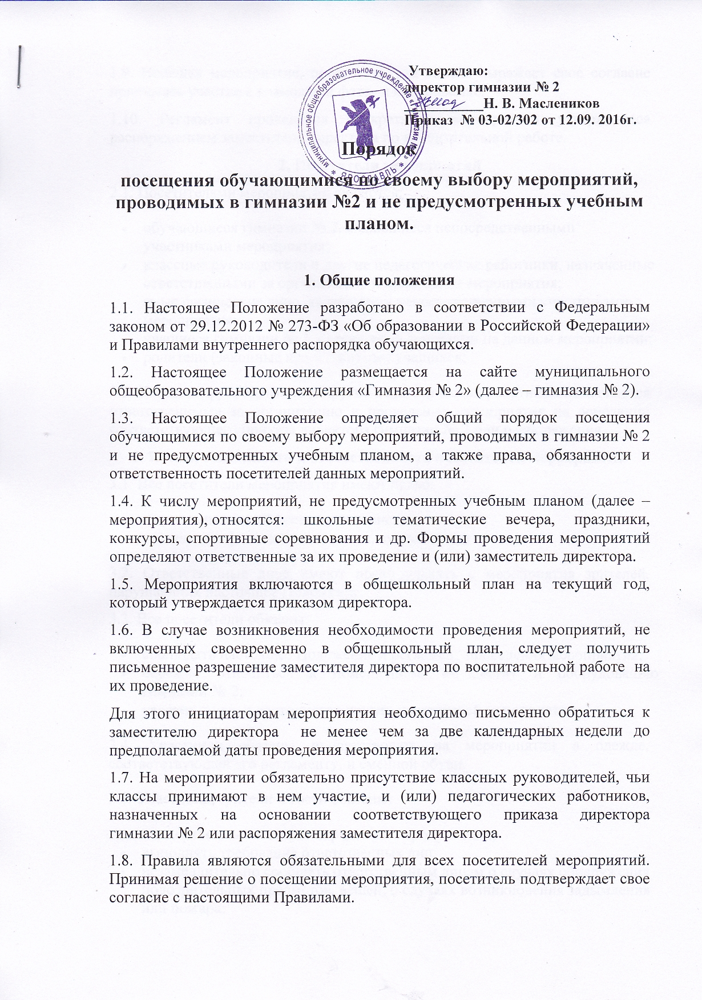 Утверждаю:
директор гимназии № 2
__________Н. В. Маслеников
Приказ № 03-02/302 от 12.09. 2016г.
муниципальное общеобразовательное учреждение «Гимназия № 2»
* ЯРОСЛАВЛЬ *
Порядок
посещения обучающимися по своему выбору мероприятий,
проводимых в гимназии №2 и не предусмотренных учебным
планом.
1. Общие положения
1.1. Настоящее Положение разработано в соответствии с Федеральным
законом от 29.12.2012 № 273-ФЗ «Об образовании в Российской Федерации»
и Правилами внутреннего распорядка обучающихся.
1.2. Настоящее Положение размещается на сайте муниципального
общеобразовательного учреждения «Гимназия № 2» (далее – гимназия № 2).
1.3. Настоящее Положение определяет общий порядок посещения
обучающимися по своему выбору мероприятий, проводимых в гимназии № 2
и не предусмотренных учебным планом, а также права, обязанности и
ответственность посетителей данных мероприятий.
1.4. К числу мероприятий, не предусмотренных учебным планом (далее –
мероприятия), относятся: школьные тематические вечера, праздники,
конкурсы, спортивные соревнования и др. Формы проведения мероприятий
определяют ответственные за их проведение и (или) заместитель директора.
1.5. Мероприятия включаются в общешкольный план на текущий год,
который утверждается приказом директора.
1.6. В случае возникновения необходимости проведения мероприятий, не
включенных своевременно в общешкольный план, следует получить
письменное разрешение заместителя директора по воспитательной работе на
их проведение.
Для этого инициаторам мероприятия необходимо письменно обратиться к
заместителю директора не менее чем за две календарных недели до
предполагаемой даты проведения мероприятия.
1.7. На мероприятии обязательно присутствие классных руководителей, чьи
классы принимают в нем участие, и (или) педагогических работников,
назначенных на основании соответствующего приказа директора
гимназии № 2 или распоряжения заместителя директора.
1.8. Правила являются обязательными для всех посетителей мероприятий.
Принимая решение о посещении мероприятия, посетитель подтверждает свое
согласие с настоящими Правилами.